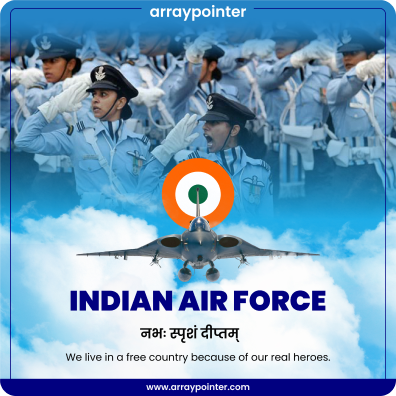 arraypointer
INDIAN AIR FORCE
नभः स्पृशं दीप्तम्
We live in a free country because of our real heroes.
www.arraypointer.com